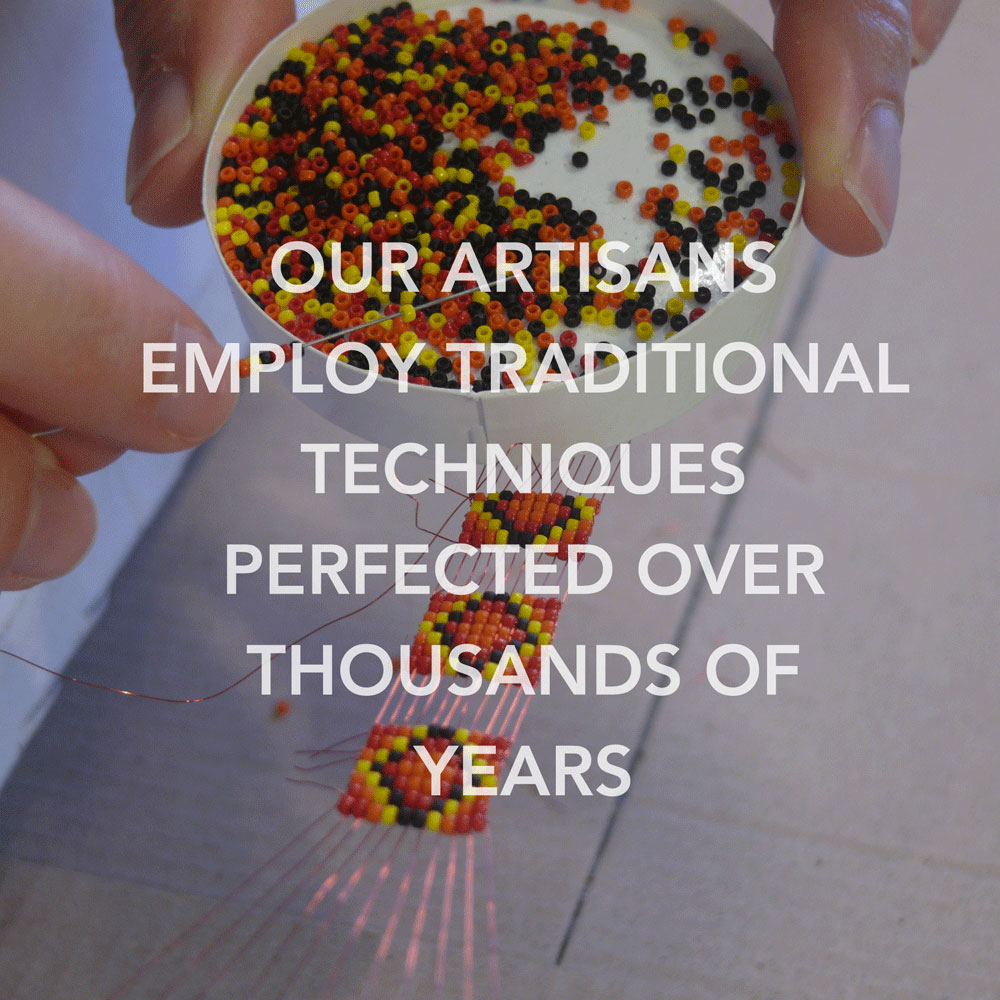 OUR ARTISANS
EMPLOY TRADITIONAL
TECHNIQUES
PERFECTED OVER
THOUSANDS OF
YEARS